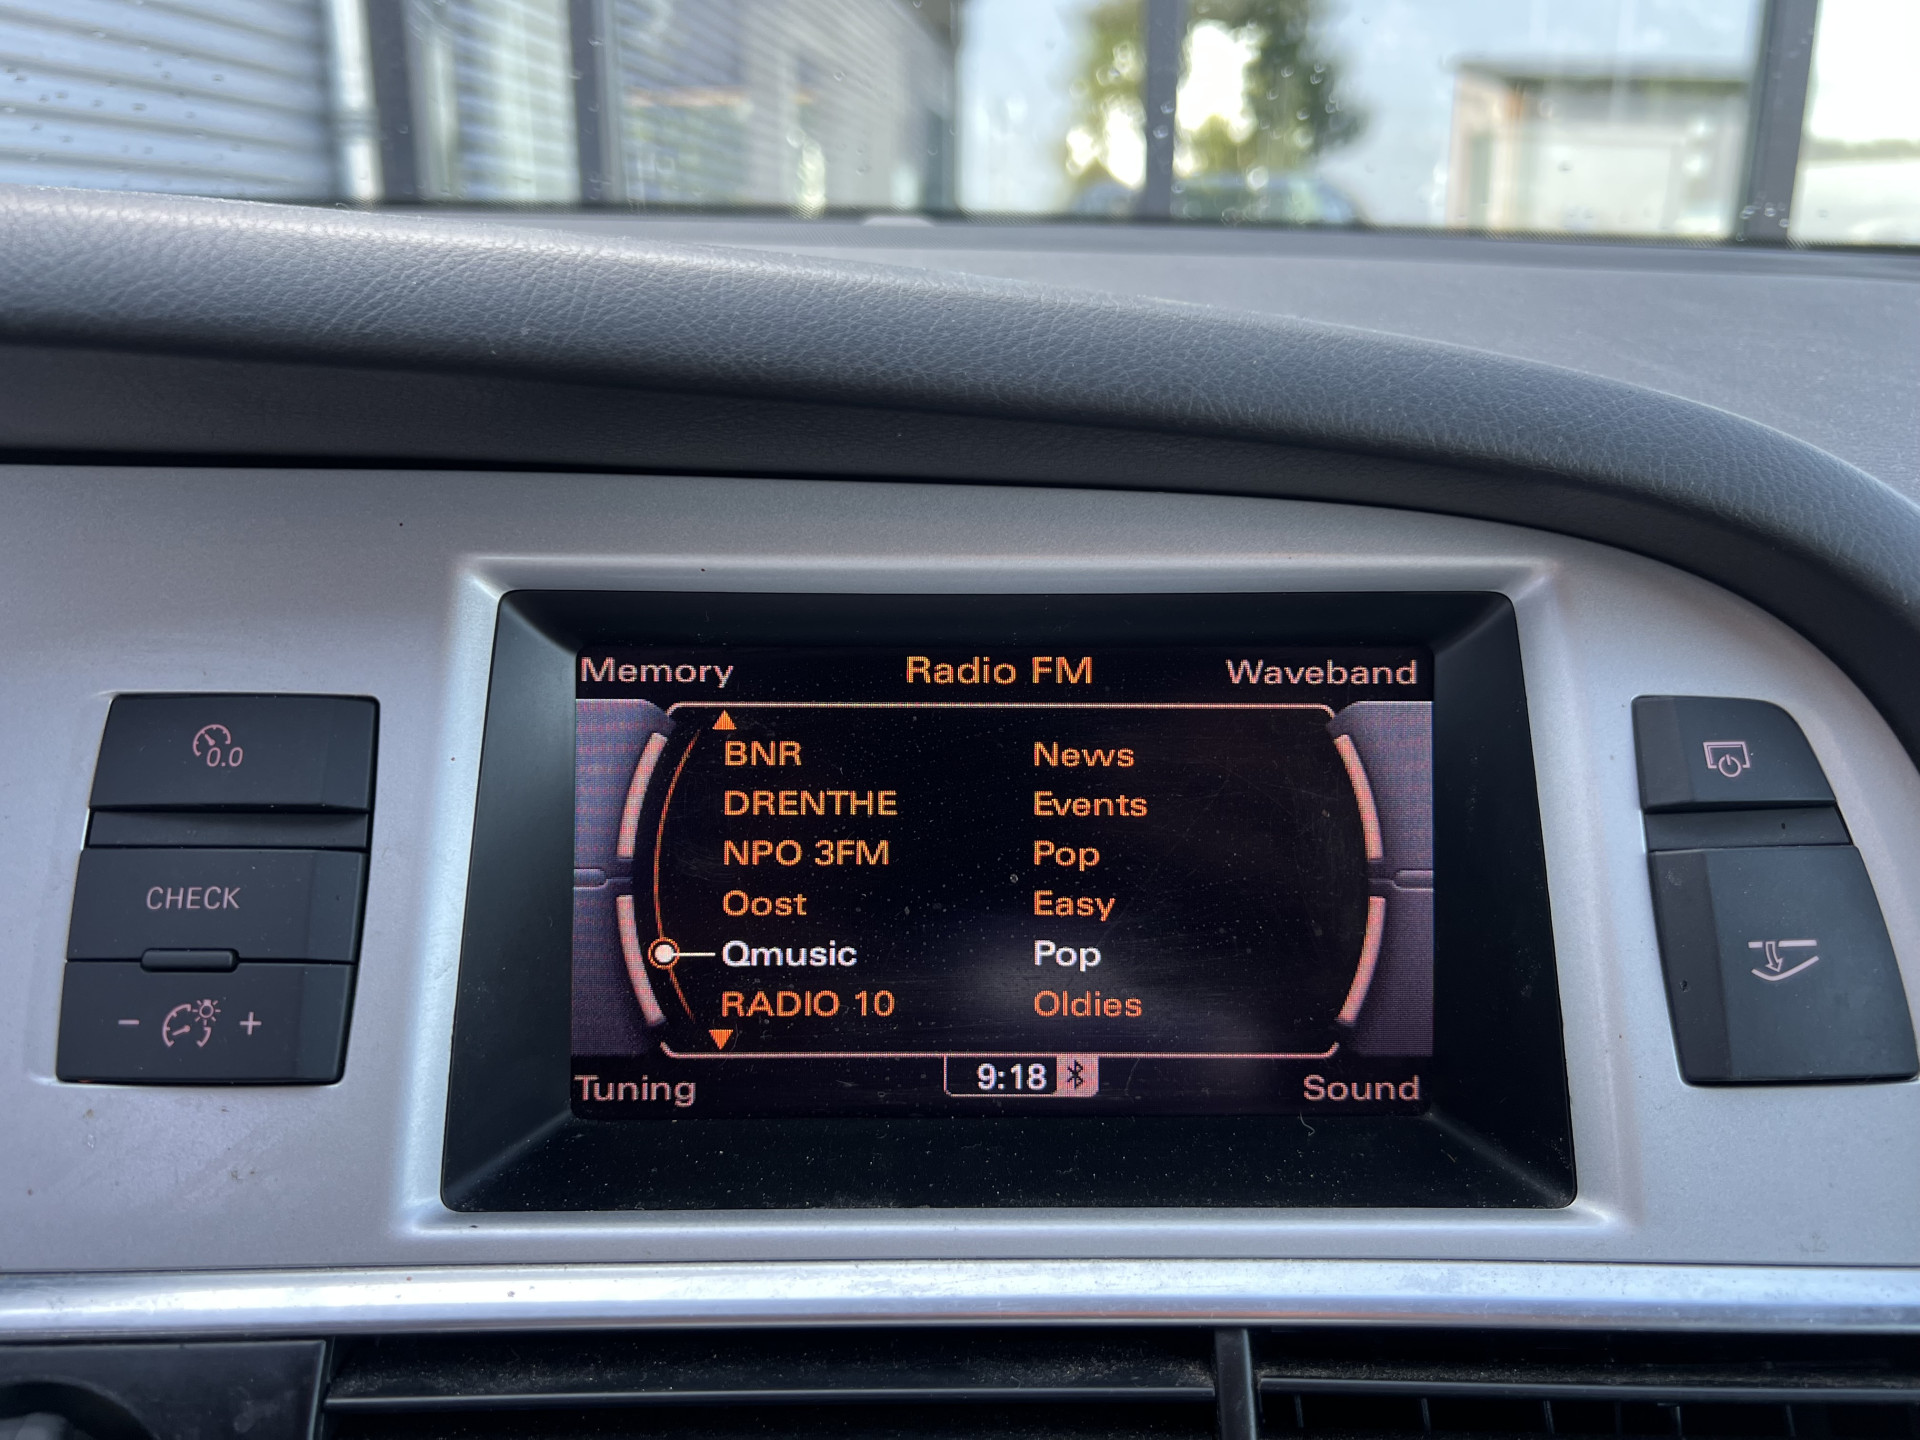 Memory Radio FM Waveband
BNR News
DRENTHE Events
NPO 3FM Pop
Oost Easy
Qmusic Pop
RADIO 10 Oldies
Tuning 9:18 Sound
0.0
CHECK
- +